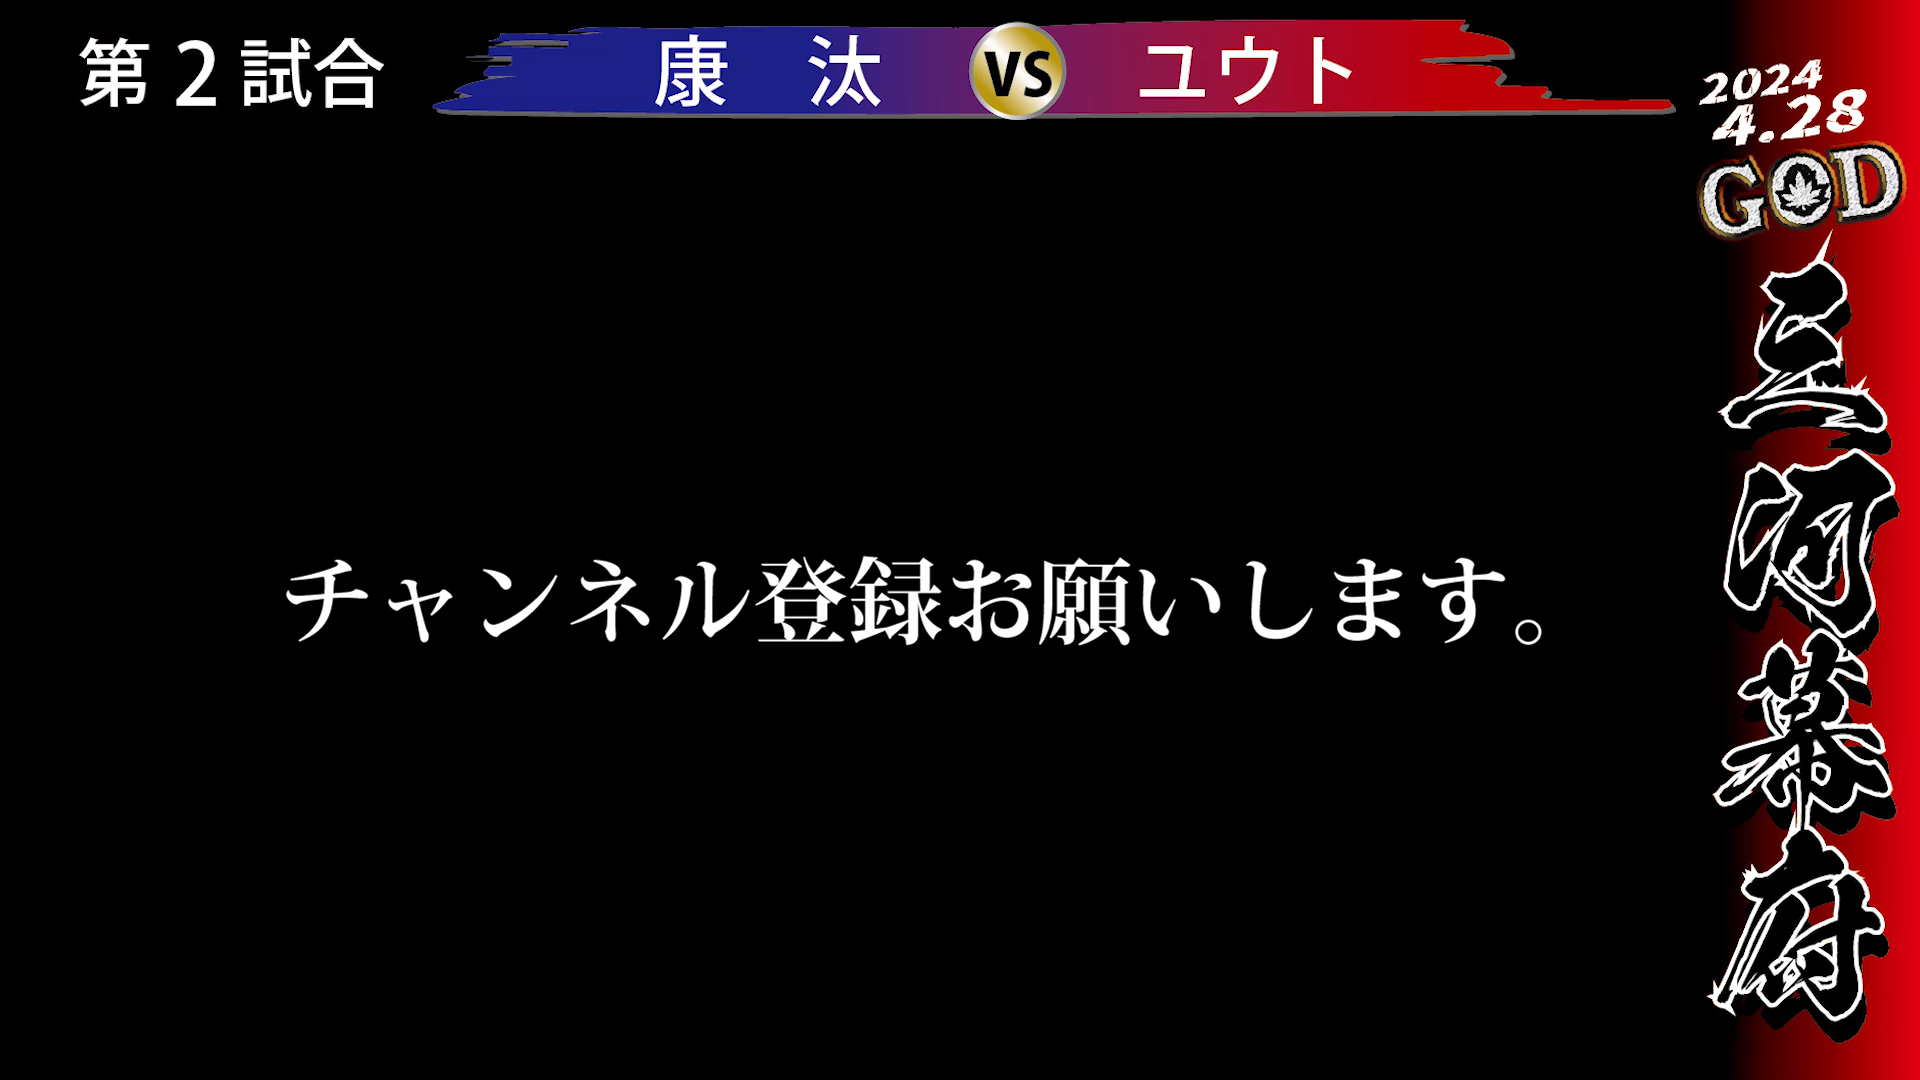 第2試合
康 汰 VS ユウト
2024
4.28
GOD
三河幕府
チャンネル登録お願いします。